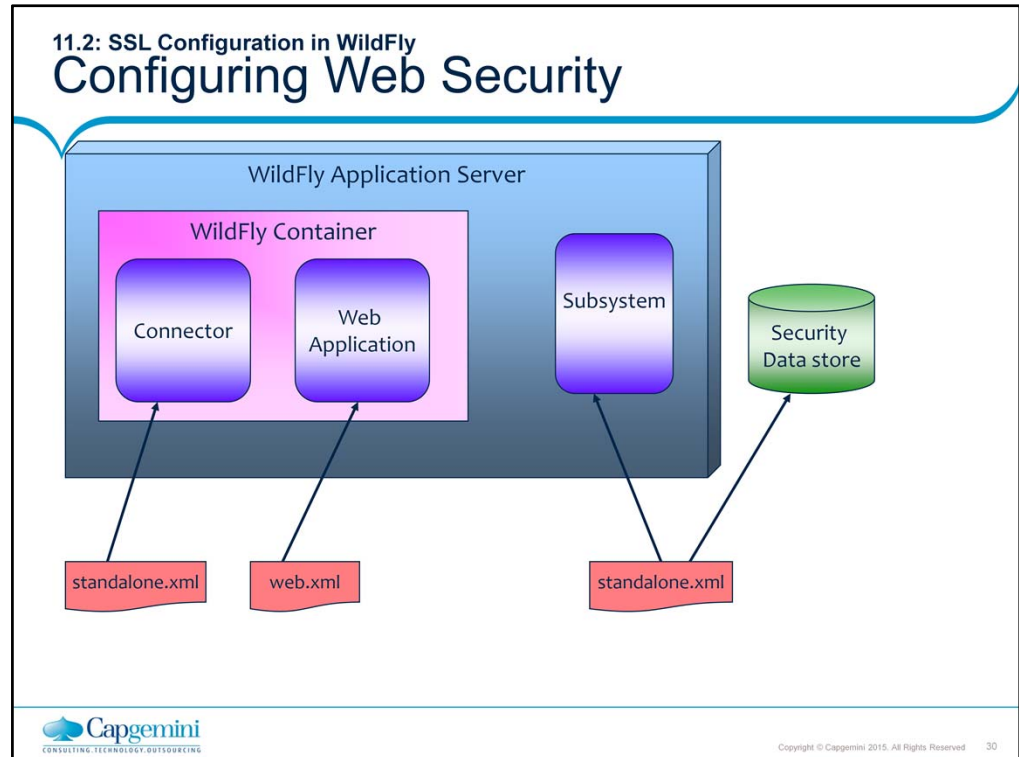 11.2: SSL Configuration in WildFly
Configuring Web Security
WildFly Application Server
WildFly Container
Connector
Web
Application
Subsystem
Security
Data store
standalone.xml
web.xml
standalone.xml
Capgemini
CONSULTING.TECHNOLOGY.OUTSOURCING
Copyright © Capgemini 2015. All Rights Reserved 30